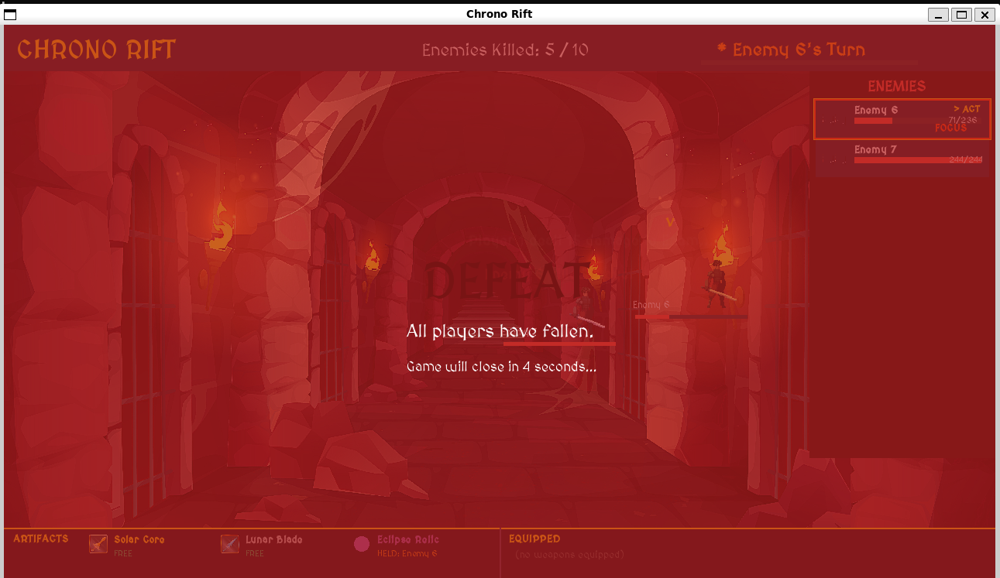 Chrono Rift
CHRONO RIFT
Enemies Killed: 5 / 10
* Enemy 6's Turn
ENEMIES
Enemy 6
> ACT
71/236
FOCUS
Enemy 7
244/244
DEFEAT
Enemy 6
All players have fallen.
Game will close in 4 seconds...
ARTIFACTS
Solar Core
FREE
Lunar Blade
FREE
Eclipse Relic
HELD: Enemy 6
EQUIPPED
(no weapons equipped)